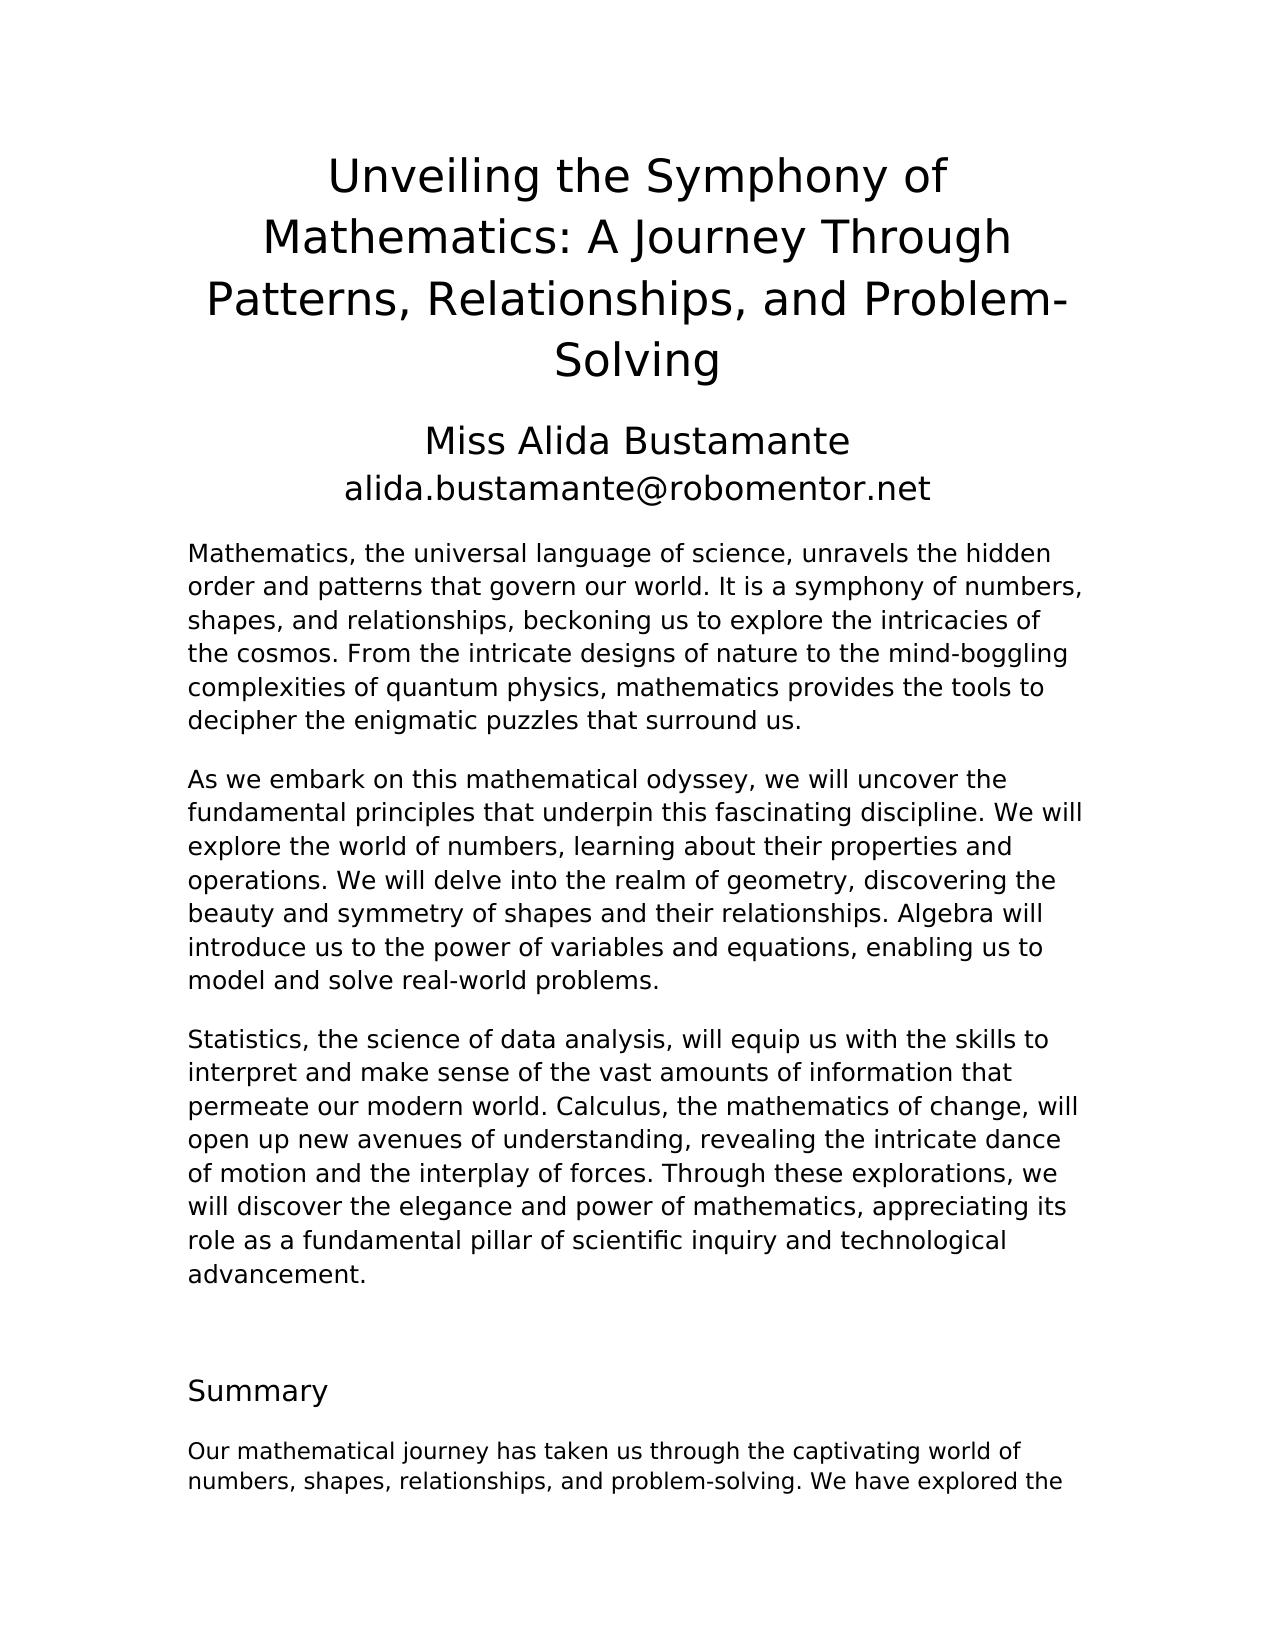 Unveiling the Symphony of
Mathematics: A Journey Through
Patterns, Relationships, and Problem-
Solving
Miss Alida Bustamante
alida.bustamante@robomentor.net
Mathematics, the universal language of science, unravels the hidden
order and patterns that govern our world. It is a symphony of numbers,
shapes, and relationships, beckoning us to explore the intricacies of
the cosmos. From the intricate designs of nature to the mind-boggling
complexities of quantum physics, mathematics provides the tools to
decipher the enigmatic puzzles that surround us.
As we embark on this mathematical odyssey, we will uncover the
fundamental principles that underpin this fascinating discipline. We will
explore the world of numbers, learning about their properties and
operations. We will delve into the realm of geometry, discovering the
beauty and symmetry of shapes and their relationships. Algebra will
introduce us to the power of variables and equations, enabling us to
model and solve real-world problems.
Statistics, the science of data analysis, will equip us with the skills to
interpret and make sense of the vast amounts of information that
permeate our modern world. Calculus, the mathematics of change, will
open up new avenues of understanding, revealing the intricate dance
of motion and the interplay of forces. Through these explorations, we
will discover the elegance and power of mathematics, appreciating its
role as a fundamental pillar of scientific inquiry and technological
advancement.
Summary
Our mathematical journey has taken us through the captivating world of
numbers, shapes, relationships, and problem-solving. We have explored the